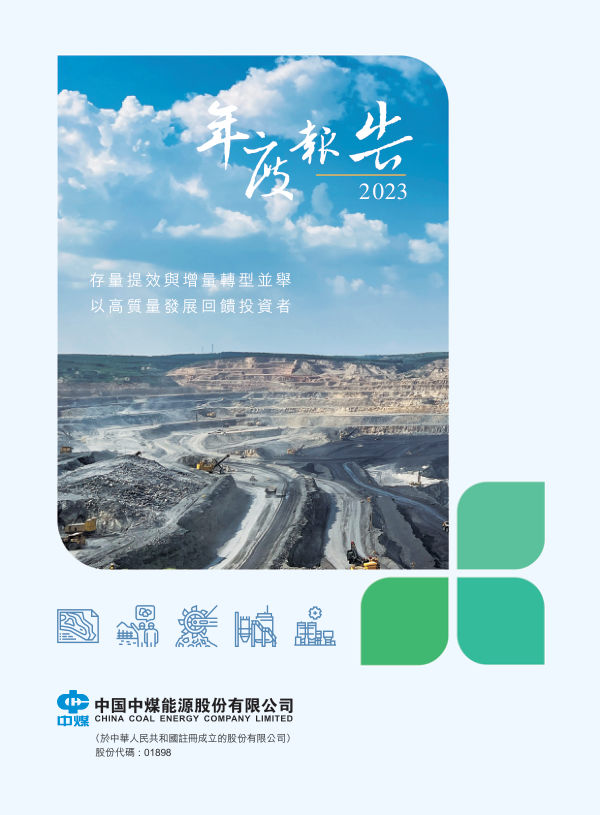 年度報告
2023
存量提效與增量轉型並舉
以高質量發展回饋投資者
中煤
中国中煤能源股份有限公司
CHINA COAL ENERGY COMPANY LIMITED
（於中華人民共和國註冊成立的股份有限公司）
股份代碼：01898